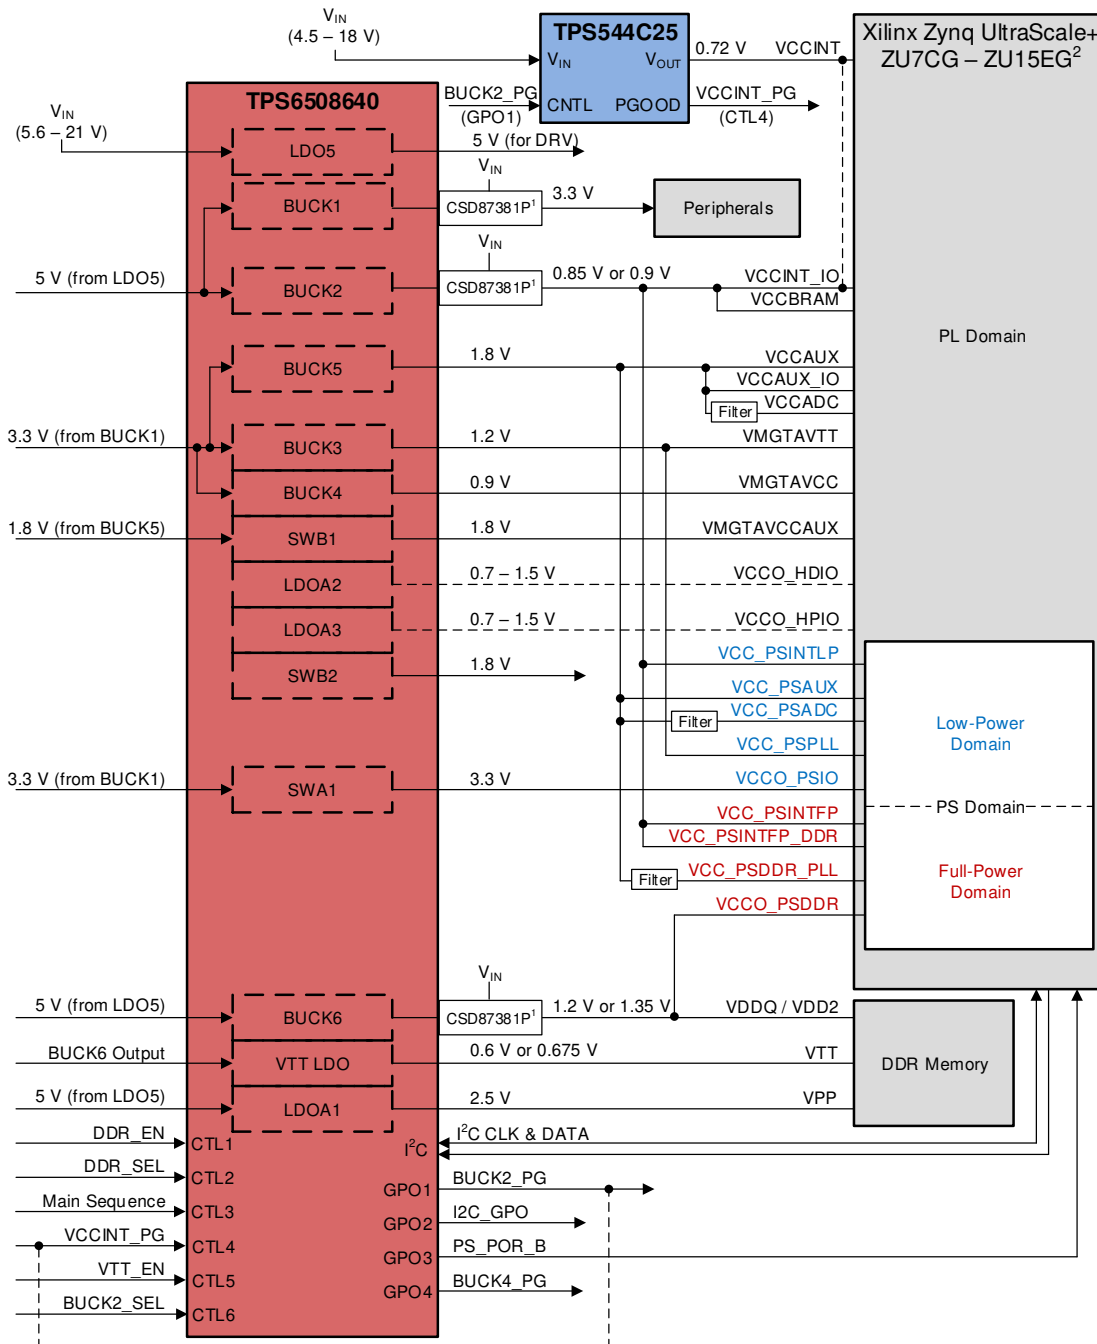 V_IN
(4.5 – 18 V)
TPS544C25
V_IN
V_OUT
CNTL
PGOOD
0.72 V
VCCINT
BUCK2_PG
(GPO1)
VCCINT_PG
(CTL4)
Xilinx Zynq UltraScale+
ZU7CG – ZU15EG²
TPS6508640
V_IN
(5.6 – 21 V)
LDO5
5 V (for DRV)
V_IN
BUCK1
CSD87381P¹
3.3 V
Peripherals
V_IN
5 V (from LDO5)
BUCK2
CSD87381P¹
0.85 V or 0.9 V
VCCINT_IO
VCCBRAM
PL Domain
BUCK5
1.8 V
VCCAUX
VCCAUX_IO
Filter
VCCADC
3.3 V (from BUCK1)
BUCK3
1.2 V
VMGTAVTT
BUCK4
0.9 V
VMGTAVCC
1.8 V (from BUCK5)
SWB1
1.8 V
VMGTAVCCAUX
LDOA2
0.7 – 1.5 V
VCCO_HDIO
LDOA3
0.7 – 1.5 V
VCCO_HPIO
SWB2
1.8 V
VCC_PSINTLP
VCC_PSAUX
Filter
VCC_PSADC
VCC_PSPLL
Low-Power
Domain
3.3 V (from BUCK1)
SWA1
3.3 V
VCCO_PSIO
PS Domain
VCC_PSINTFP
VCC_PSINTFP_DDR
Filter
VCC_PSDDR_PLL
VCCO_PSDDR
Full-Power
Domain
V_IN
5 V (from LDO5)
BUCK6
CSD87381P¹
1.2 V or 1.35 V
VDDQ / VDD2
BUCK6 Output
VTT LDO
0.6 V or 0.675 V
VTT
DDR Memory
5 V (from LDO5)
LDOA1
2.5 V
VPP
DDR_EN
CTL1
I²C
I²C CLK & DATA
DDR_SEL
CTL2
GPO1
BUCK2_PG
Main Sequence
CTL3
GPO2
I2C_GPO
VCCINT_PG
CTL4
GPO3
PS_POR_B
VTT_EN
CTL5
GPO4
BUCK4_PG
BUCK2_SEL
CTL6